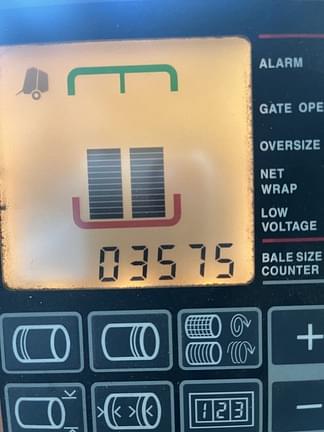 ALARM
GATE OPE
OVERSIZE
NET
WRAP
LOW
VOLTAGE
BALE SIZE
COUNTER
03575
+
123
−